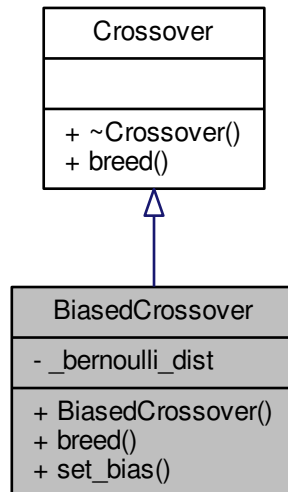 Crossover
+ ~Crossover()
+ breed()
BiasedCrossover
- _bernoulli_dist
+ BiasedCrossover()
+ breed()
+ set_bias()